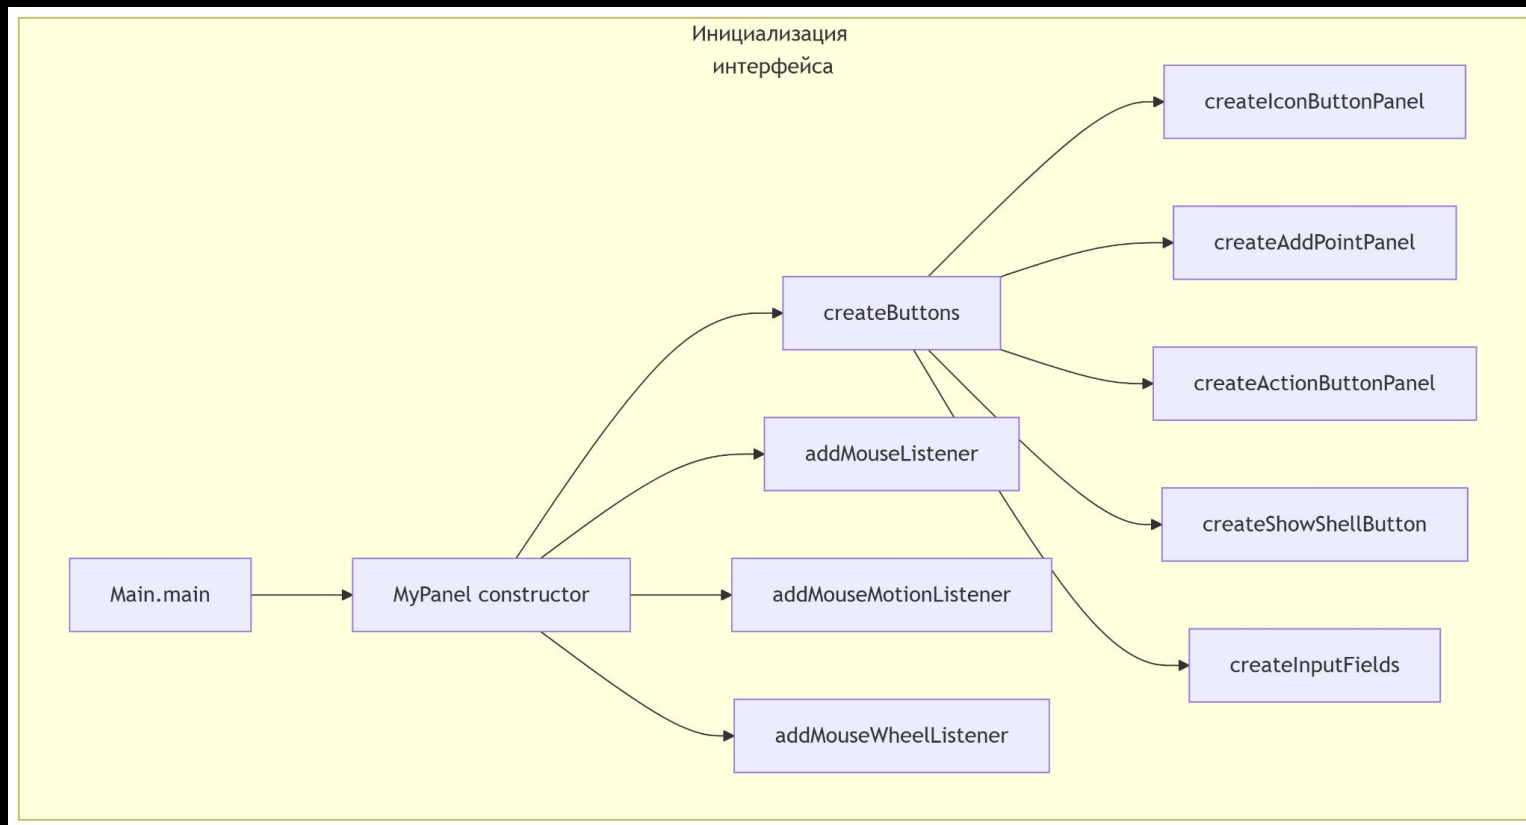 Инициализация
интерфейса
createIconButtonPanel
createAddPointPanel
createButtons
createActionButtonPanel
addMouseListener
createShowShellButton
Main.main
MyPanel constructor
addMouseMotionListener
createInputFields
addMouseWheelListener